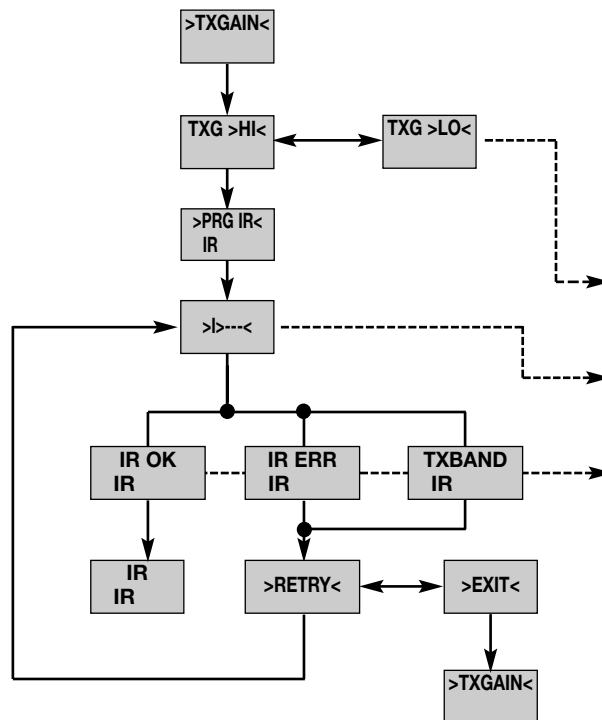 >TXGAIN<
TXG >HI<
TXG >LO<
>PRG IR<
IR
>I>---<
IR OK
IR
IR ERR
IR
TXBAND
IR
IR
IR
>RETRY<
>EXIT<
>TXGAIN<